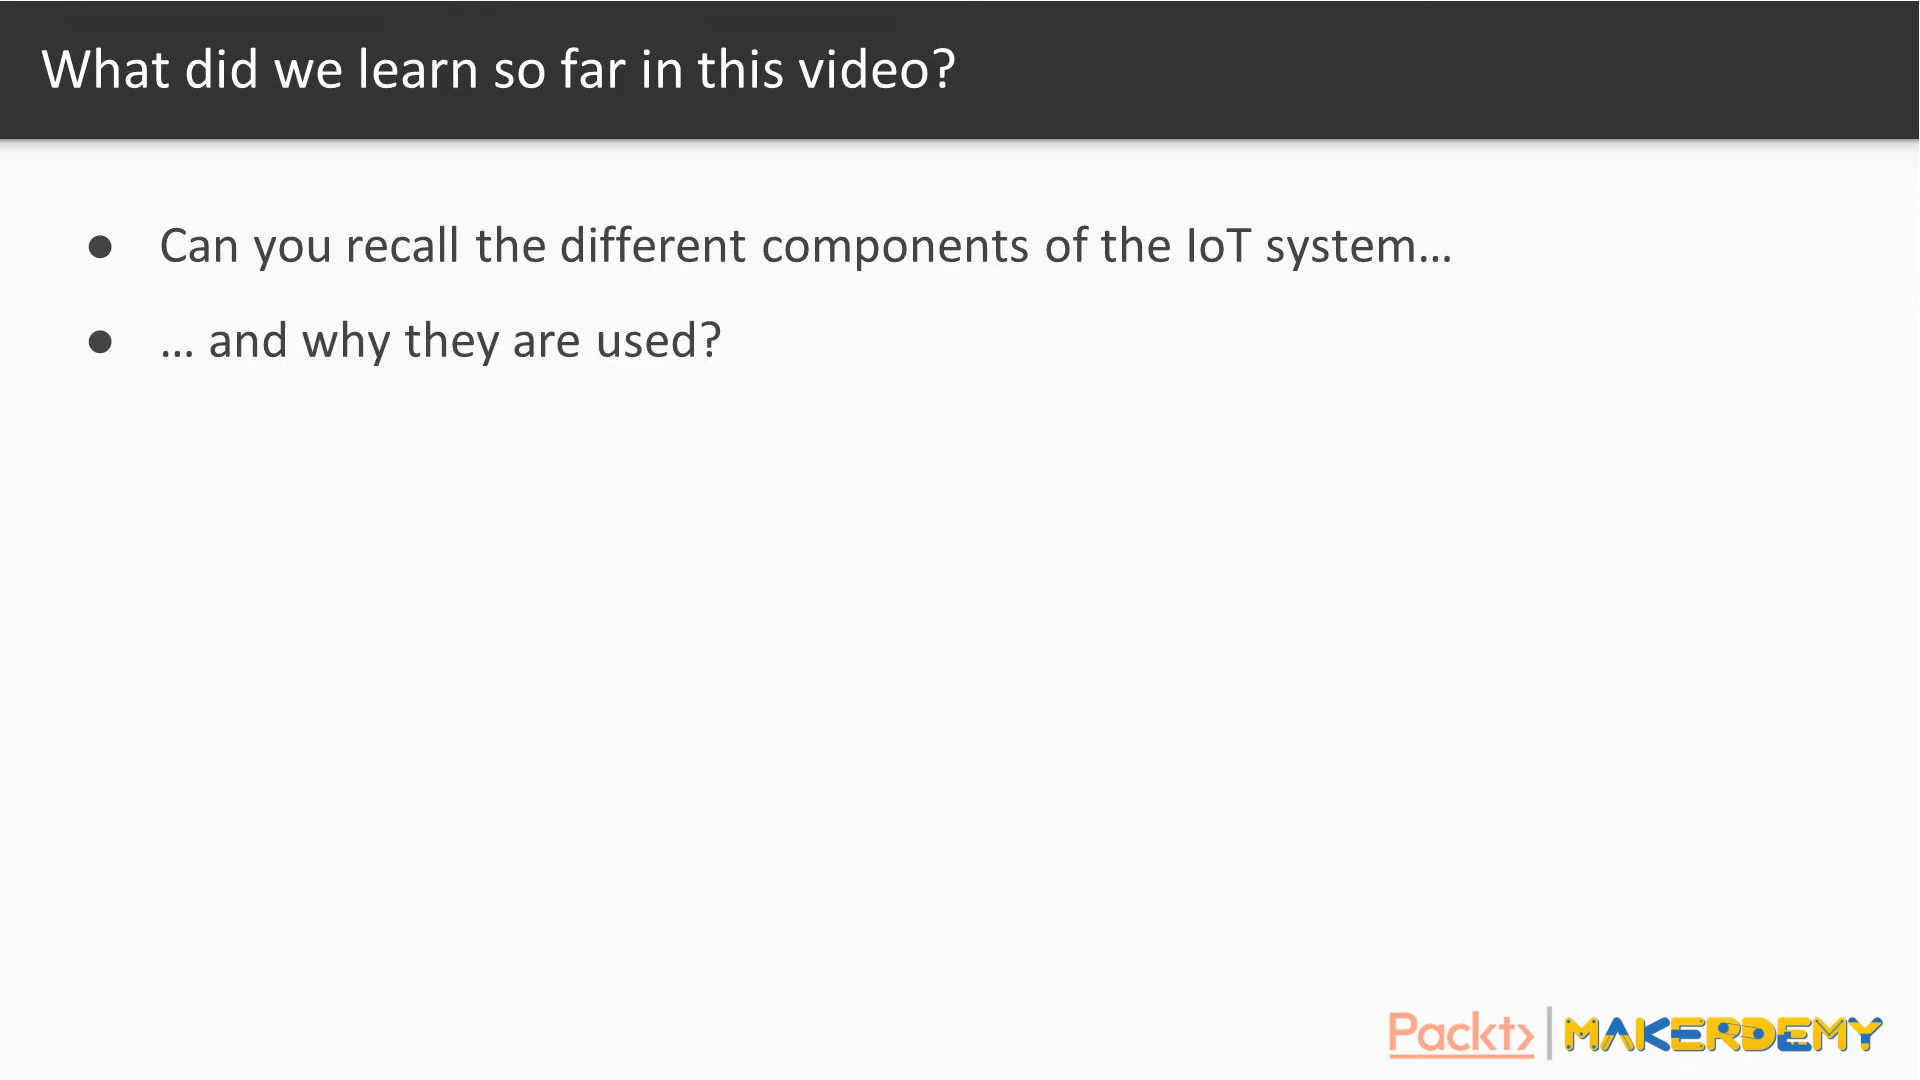 What did we learn so far in this video?
● Can you recall the different components of the IoT system…
● … and why they are used?
Packt> | MAKERDEMY